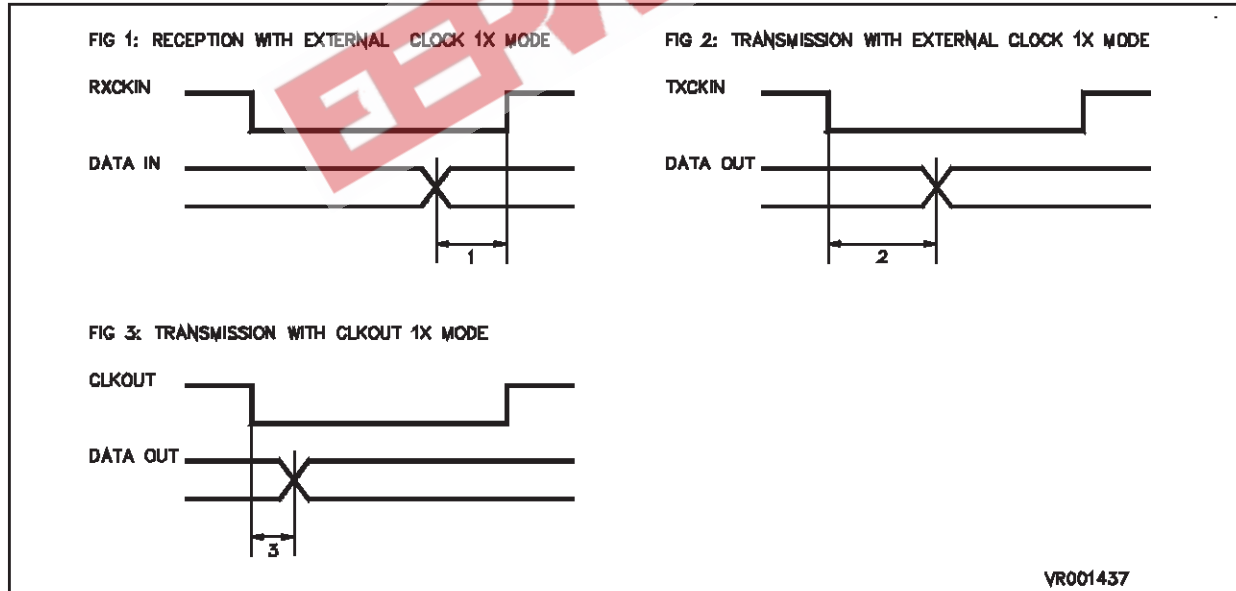 FIG 1: RECEPTION WITH EXTERNAL CLOCK 1X MODE
RXCKIN
DATA IN
1
FIG 2: TRANSMISSION WITH EXTERNAL CLOCK 1X MODE
TXCKIN
DATA OUT
2
FIG 3: TRANSMISSION WITH CLKOUT 1X MODE
CLKOUT
DATA OUT
3
VR001437